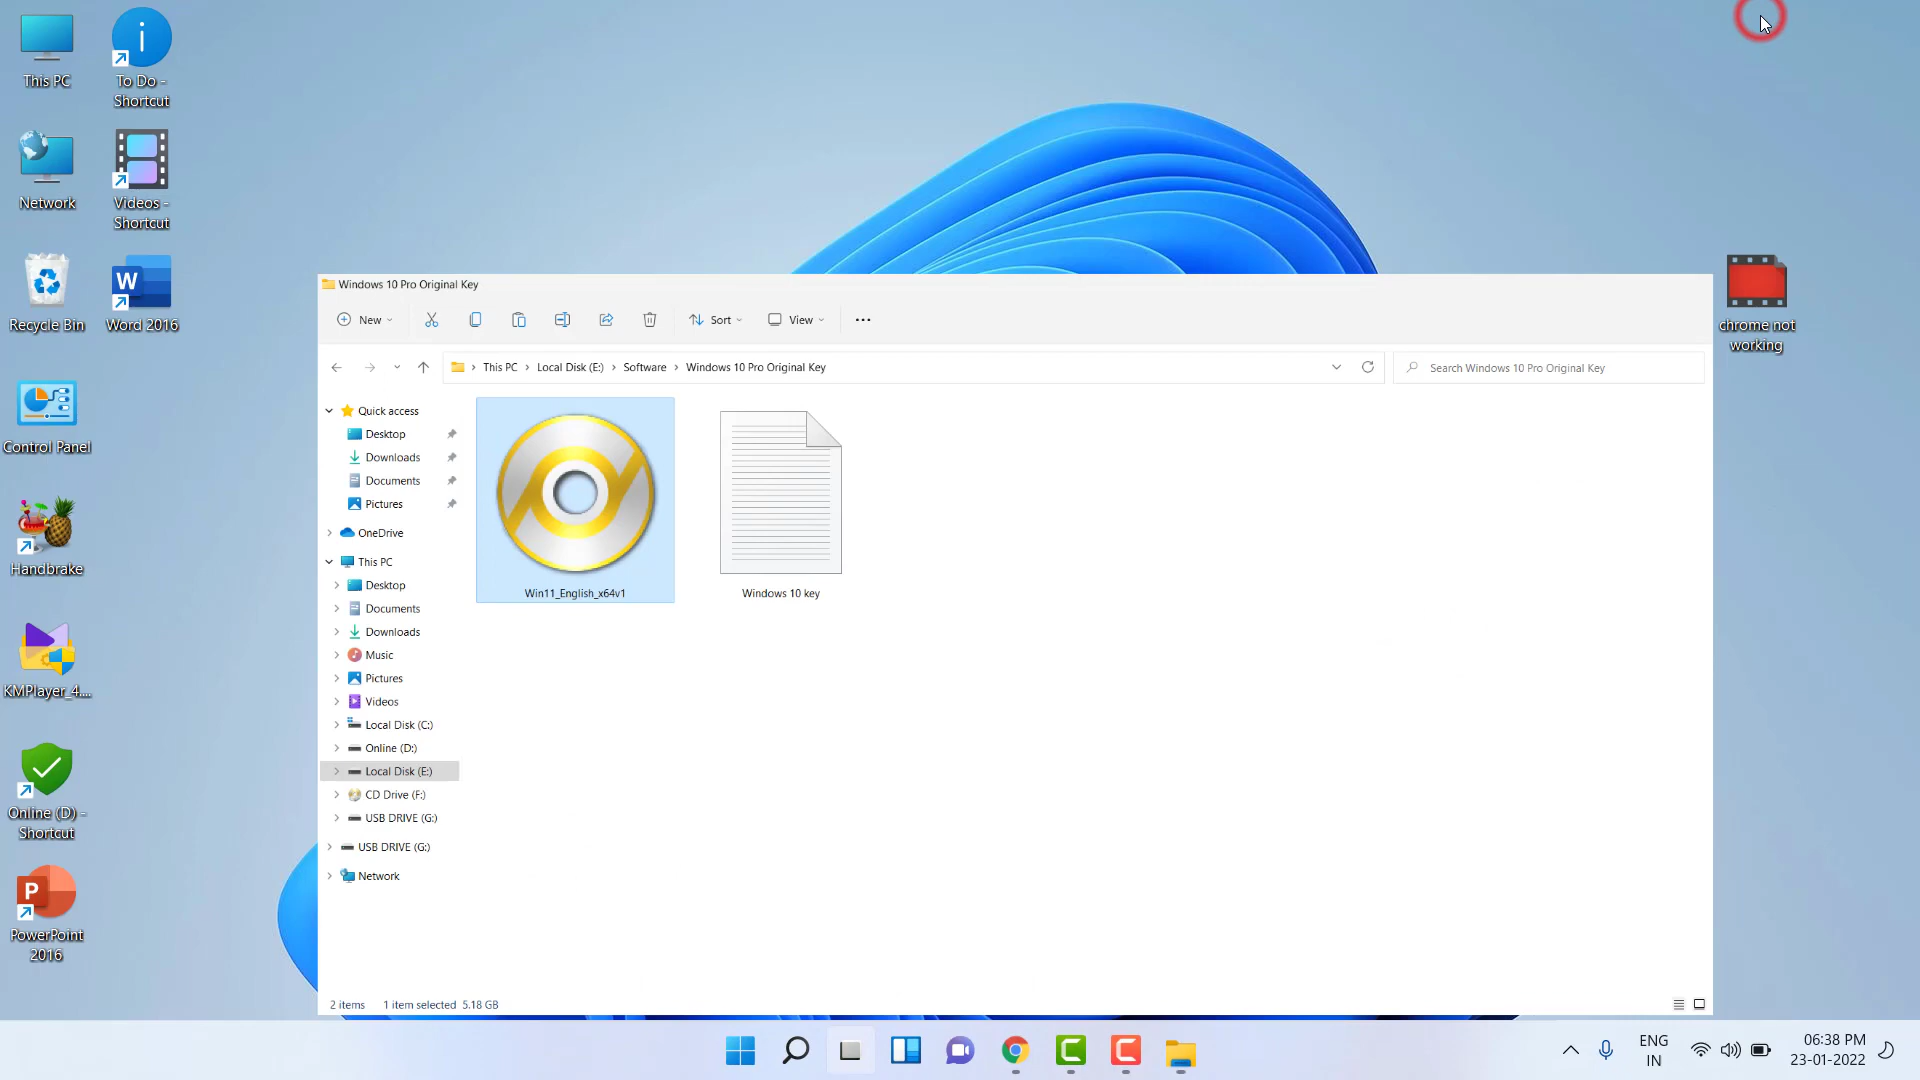 This PC
To Do -
Shortcut
Network
Videos -
Shortcut
Recycle Bin
Word 2016
Control Panel
Handbrake
KMPlayer_4....
Online (D) -
Shortcut
PowerPoint
2016
chrome not
working
Windows 10 Pro Original Key
New
Sort
View
This PC > Local Disk (E:) > Software > Windows 10 Pro Original Key
Search Windows 10 Pro Original Key
Quick access
Desktop
Downloads
Documents
Pictures
OneDrive
This PC
Desktop
Documents
Downloads
Music
Pictures
Videos
Local Disk (C:)
Online (D:)
Local Disk (E:)
CD Drive (F:)
USB DRIVE (G:)
USB DRIVE (G:)
Network
Win11_English_x64v1
Windows 10 key
2 items
1 item selected 5.18 GB
ENG
IN
06:38 PM
23-01-2022